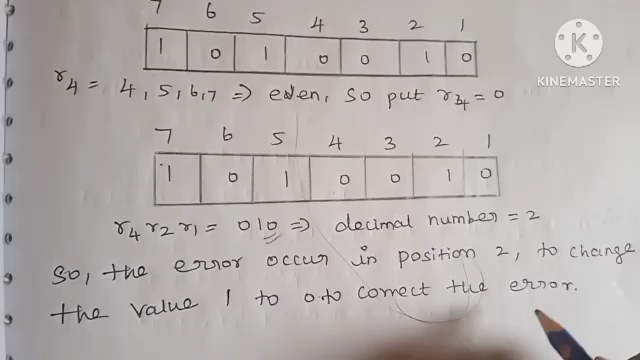 7 6 5 4 3 2 1
1 0 1 0 0 1 0
KINEMASTER
r4 = 4, 5, 6, 7 => even, so put r4 = 0
7 6 5 4 3 2 1
1 0 1 0 0 1 0
r4 r2 r1 = 010 => decimal number = 2
So, the error occur in position 2, to change
the value 1 to 0 to correct the error.